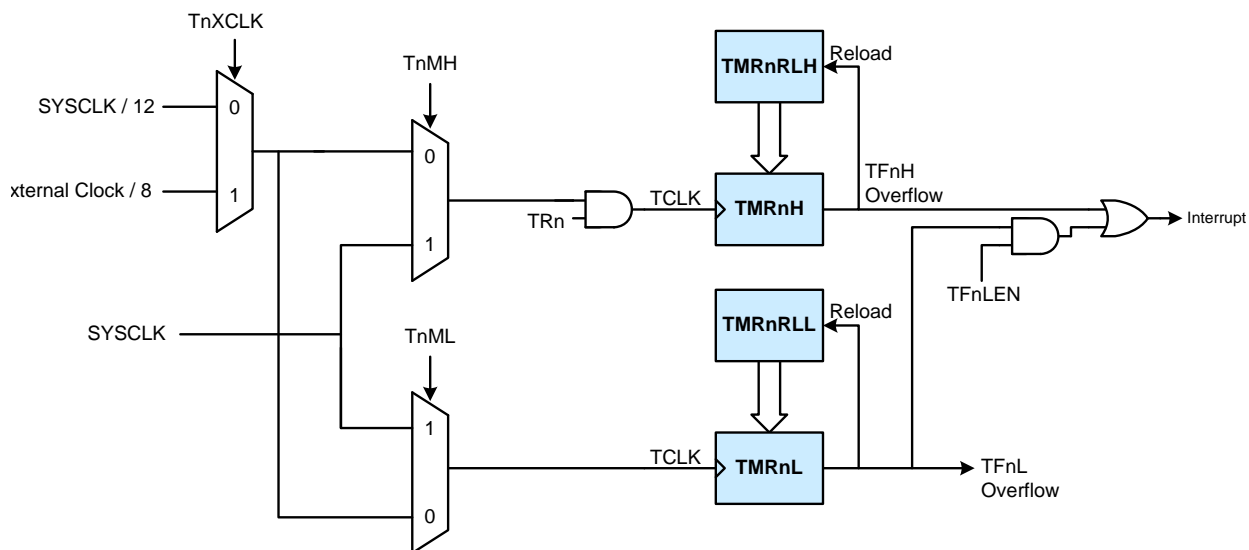 TnXCLK
TnMH
SYSCLK / 12
0
xternal Clock / 8
1
0
1
TRn
TCLK
TMRnRLH
Reload
TMRnH
TFnH
Overflow
Interrupt
TFnLEN
SYSCLK
TnML
1
0
TCLK
TMRnRLL
Reload
TMRnL
TFnL
Overflow